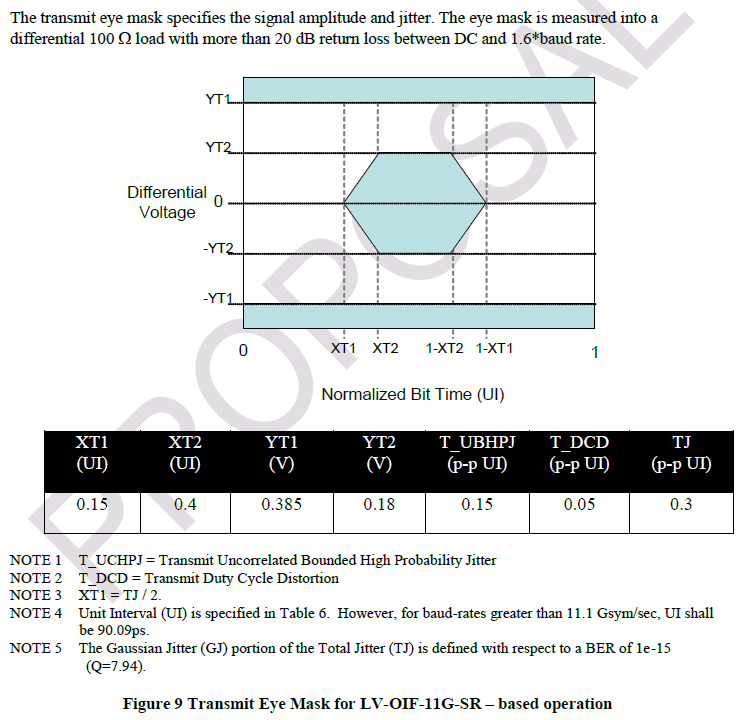 The transmit eye mask specifies the signal amplitude and jitter. The eye mask is measured into a
differential 100 Ω load with more than 20 dB return loss between DC and 1.6*baud rate.
PROPOSAL
YT1
YT2
Differential
Voltage
0
-YT2
-YT1
0
XT1 XT2 1-XT2 1-XT1
1
Normalized Bit Time (UI)
XT1 XT2 YT1 YT2 T_UBHPJ T_DCD TJ
(UI) (UI) (V) (V) (p-p UI) (p-p UI) (p-p UI)
0.15 0.4 0.385 0.18 0.15 0.05 0.3
NOTE 1 T_UCHPJ = Transmit Uncorrelated Bounded High Probability Jitter
NOTE 2 T_DCD = Transmit Duty Cycle Distortion
NOTE 3 XT1 = TJ / 2.
NOTE 4 Unit Interval (UI) is specified in Table 6. However, for baud-rates greater than 11.1 Gsym/sec, UI shall
be 90.09ps.
NOTE 5 The Gaussian Jitter (GJ) portion of the Total Jitter (TJ) is defined with respect to a BER of 1e-15
(Q=7.94).
Figure 9 Transmit Eye Mask for LV-OIF-11G-SR – based operation